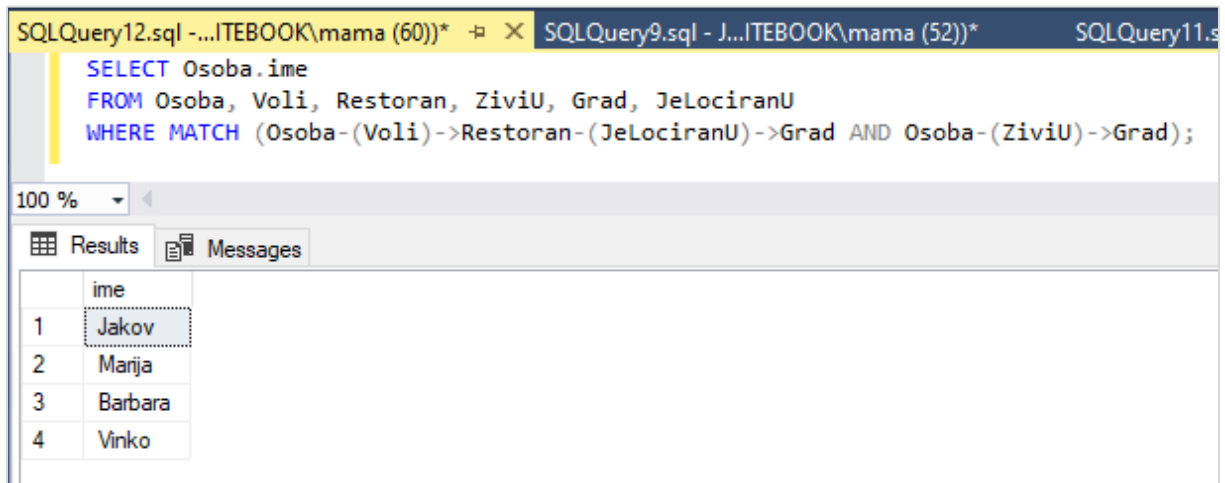 SQLQuery12.sql -...ITEBOOK\mama (60))* SQLQuery9.sql - J...ITEBOOK\mama (52))* SQLQuery11.s
SELECT Osoba.ime
FROM Osoba, Voli, Restoran, ZiviU, Grad, JeLociranU
WHERE MATCH (Osoba-(Voli)->Restoran-(JeLociranU)->Grad AND Osoba-(ZiviU)->Grad);
100 %
Results Messages
ime
1 Jakov
2 Marija
3 Barbara
4 Vinko